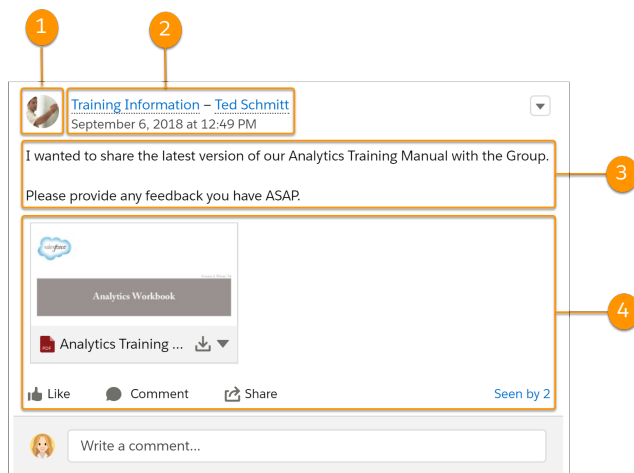 1
2
Training Information – Ted Schmitt
September 6, 2018 at 12:49 PM
I wanted to share the latest version of our Analytics Training Manual with the Group.
3
Please provide any feedback you have ASAP.
salesforce
Analytics Workbook
4
PDF
Analytics Training ...
Like
Comment
Share
Seen by 2
Write a comment...